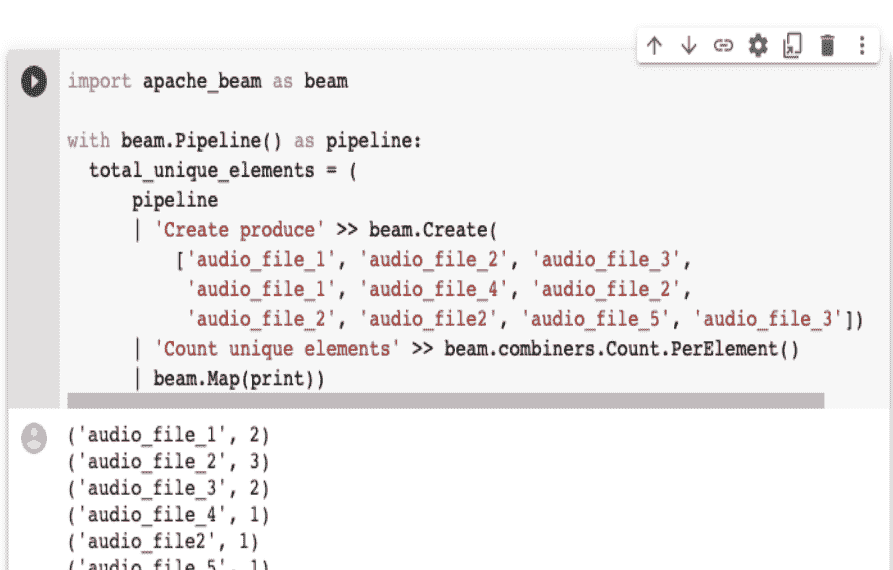 import apache_beam as beam
with beam.Pipeline() as pipeline:
total_unique_elements = (
pipeline
| 'Create produce' >> beam.Create(
['audio_file_1', 'audio_file_2', 'audio_file_3',
'audio_file_1', 'audio_file_4', 'audio_file_2',
'audio_file_2', 'audio_file2', 'audio_file_5', 'audio_file_3'])
| 'Count unique elements' >> beam.combiners.Count.PerElement()
| beam.Map(print))
('audio_file_1', 2)
('audio_file_2', 3)
('audio_file_3', 2)
('audio_file_4', 1)
('audio_file2', 1)
('audio_file_5', 1)